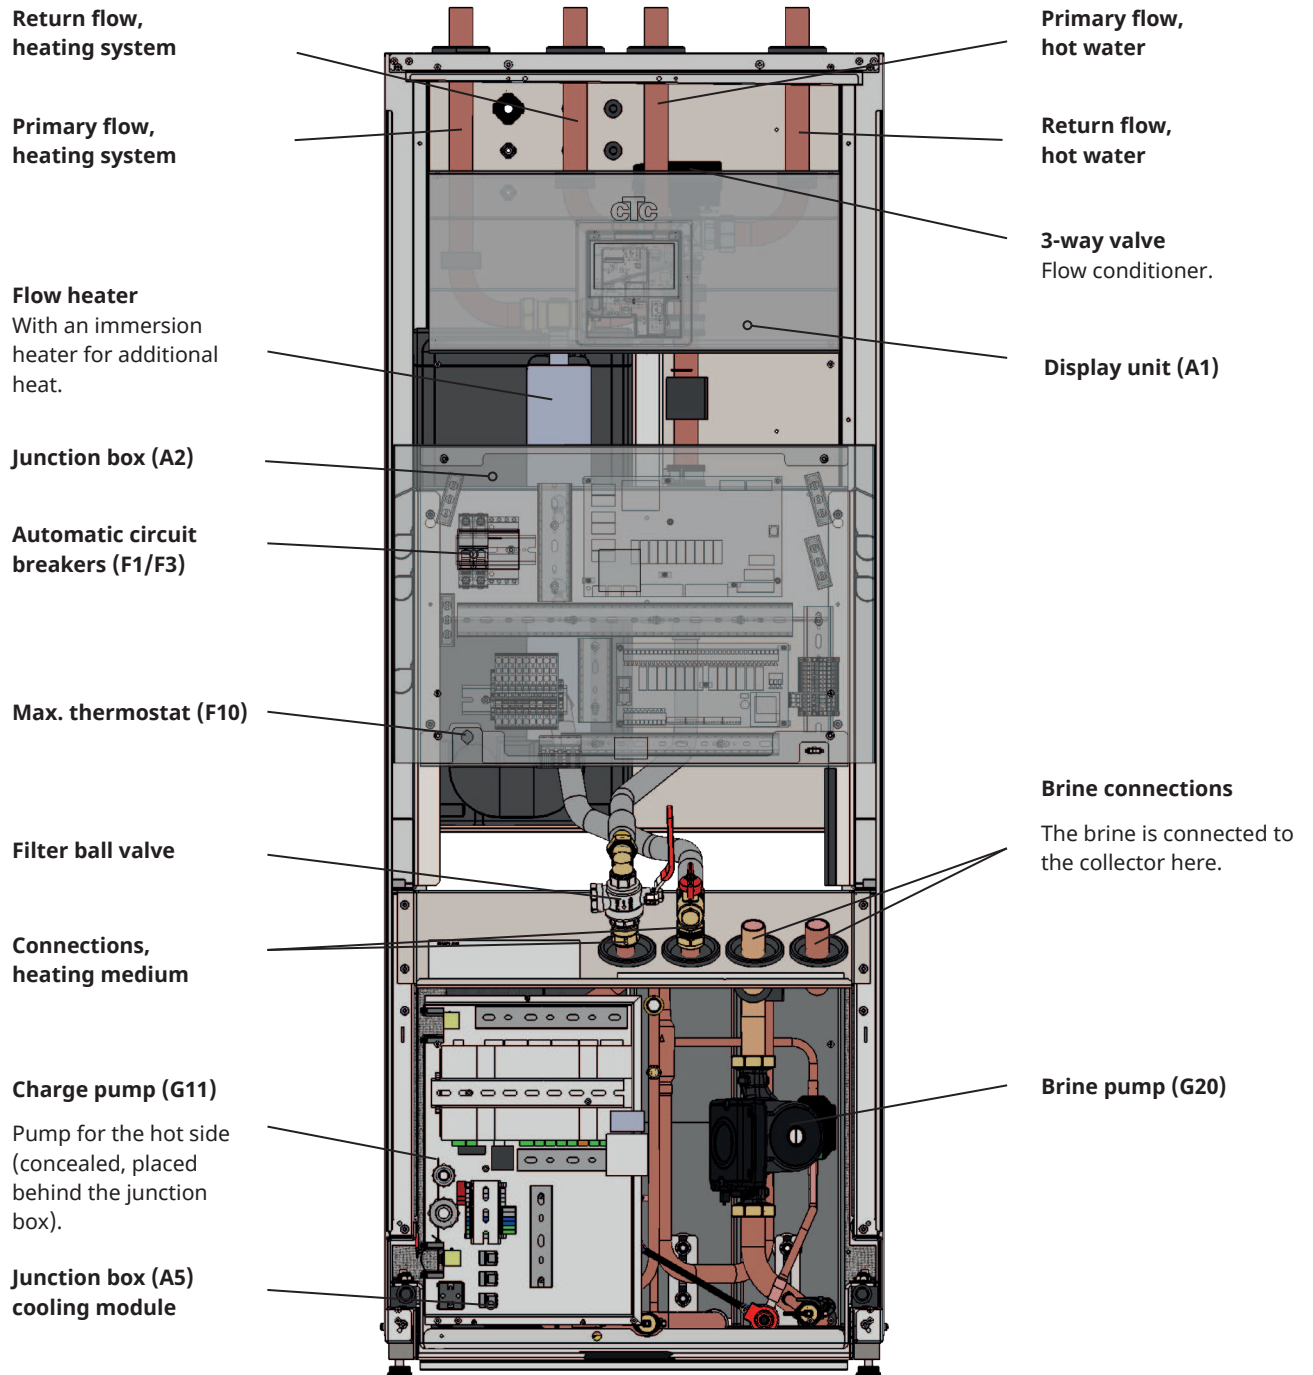 Return flow,
heating system
Primary flow,
heating system
Flow heater
With an immersion
heater for additional
heat.
Junction box (A2)
Automatic circuit
breakers (F1/F3)
Max. thermostat (F10)
Filter ball valve
Connections,
heating medium
Charge pump (G11)
Pump for the hot side
(concealed, placed
behind the junction
box).
Junction box (A5)
cooling module
CTC
Primary flow,
hot water
Return flow,
hot water
3-way valve
Flow conditioner.
Display unit (A1)
Brine connections
The brine is connected to
the collector here.
Brine pump (G20)